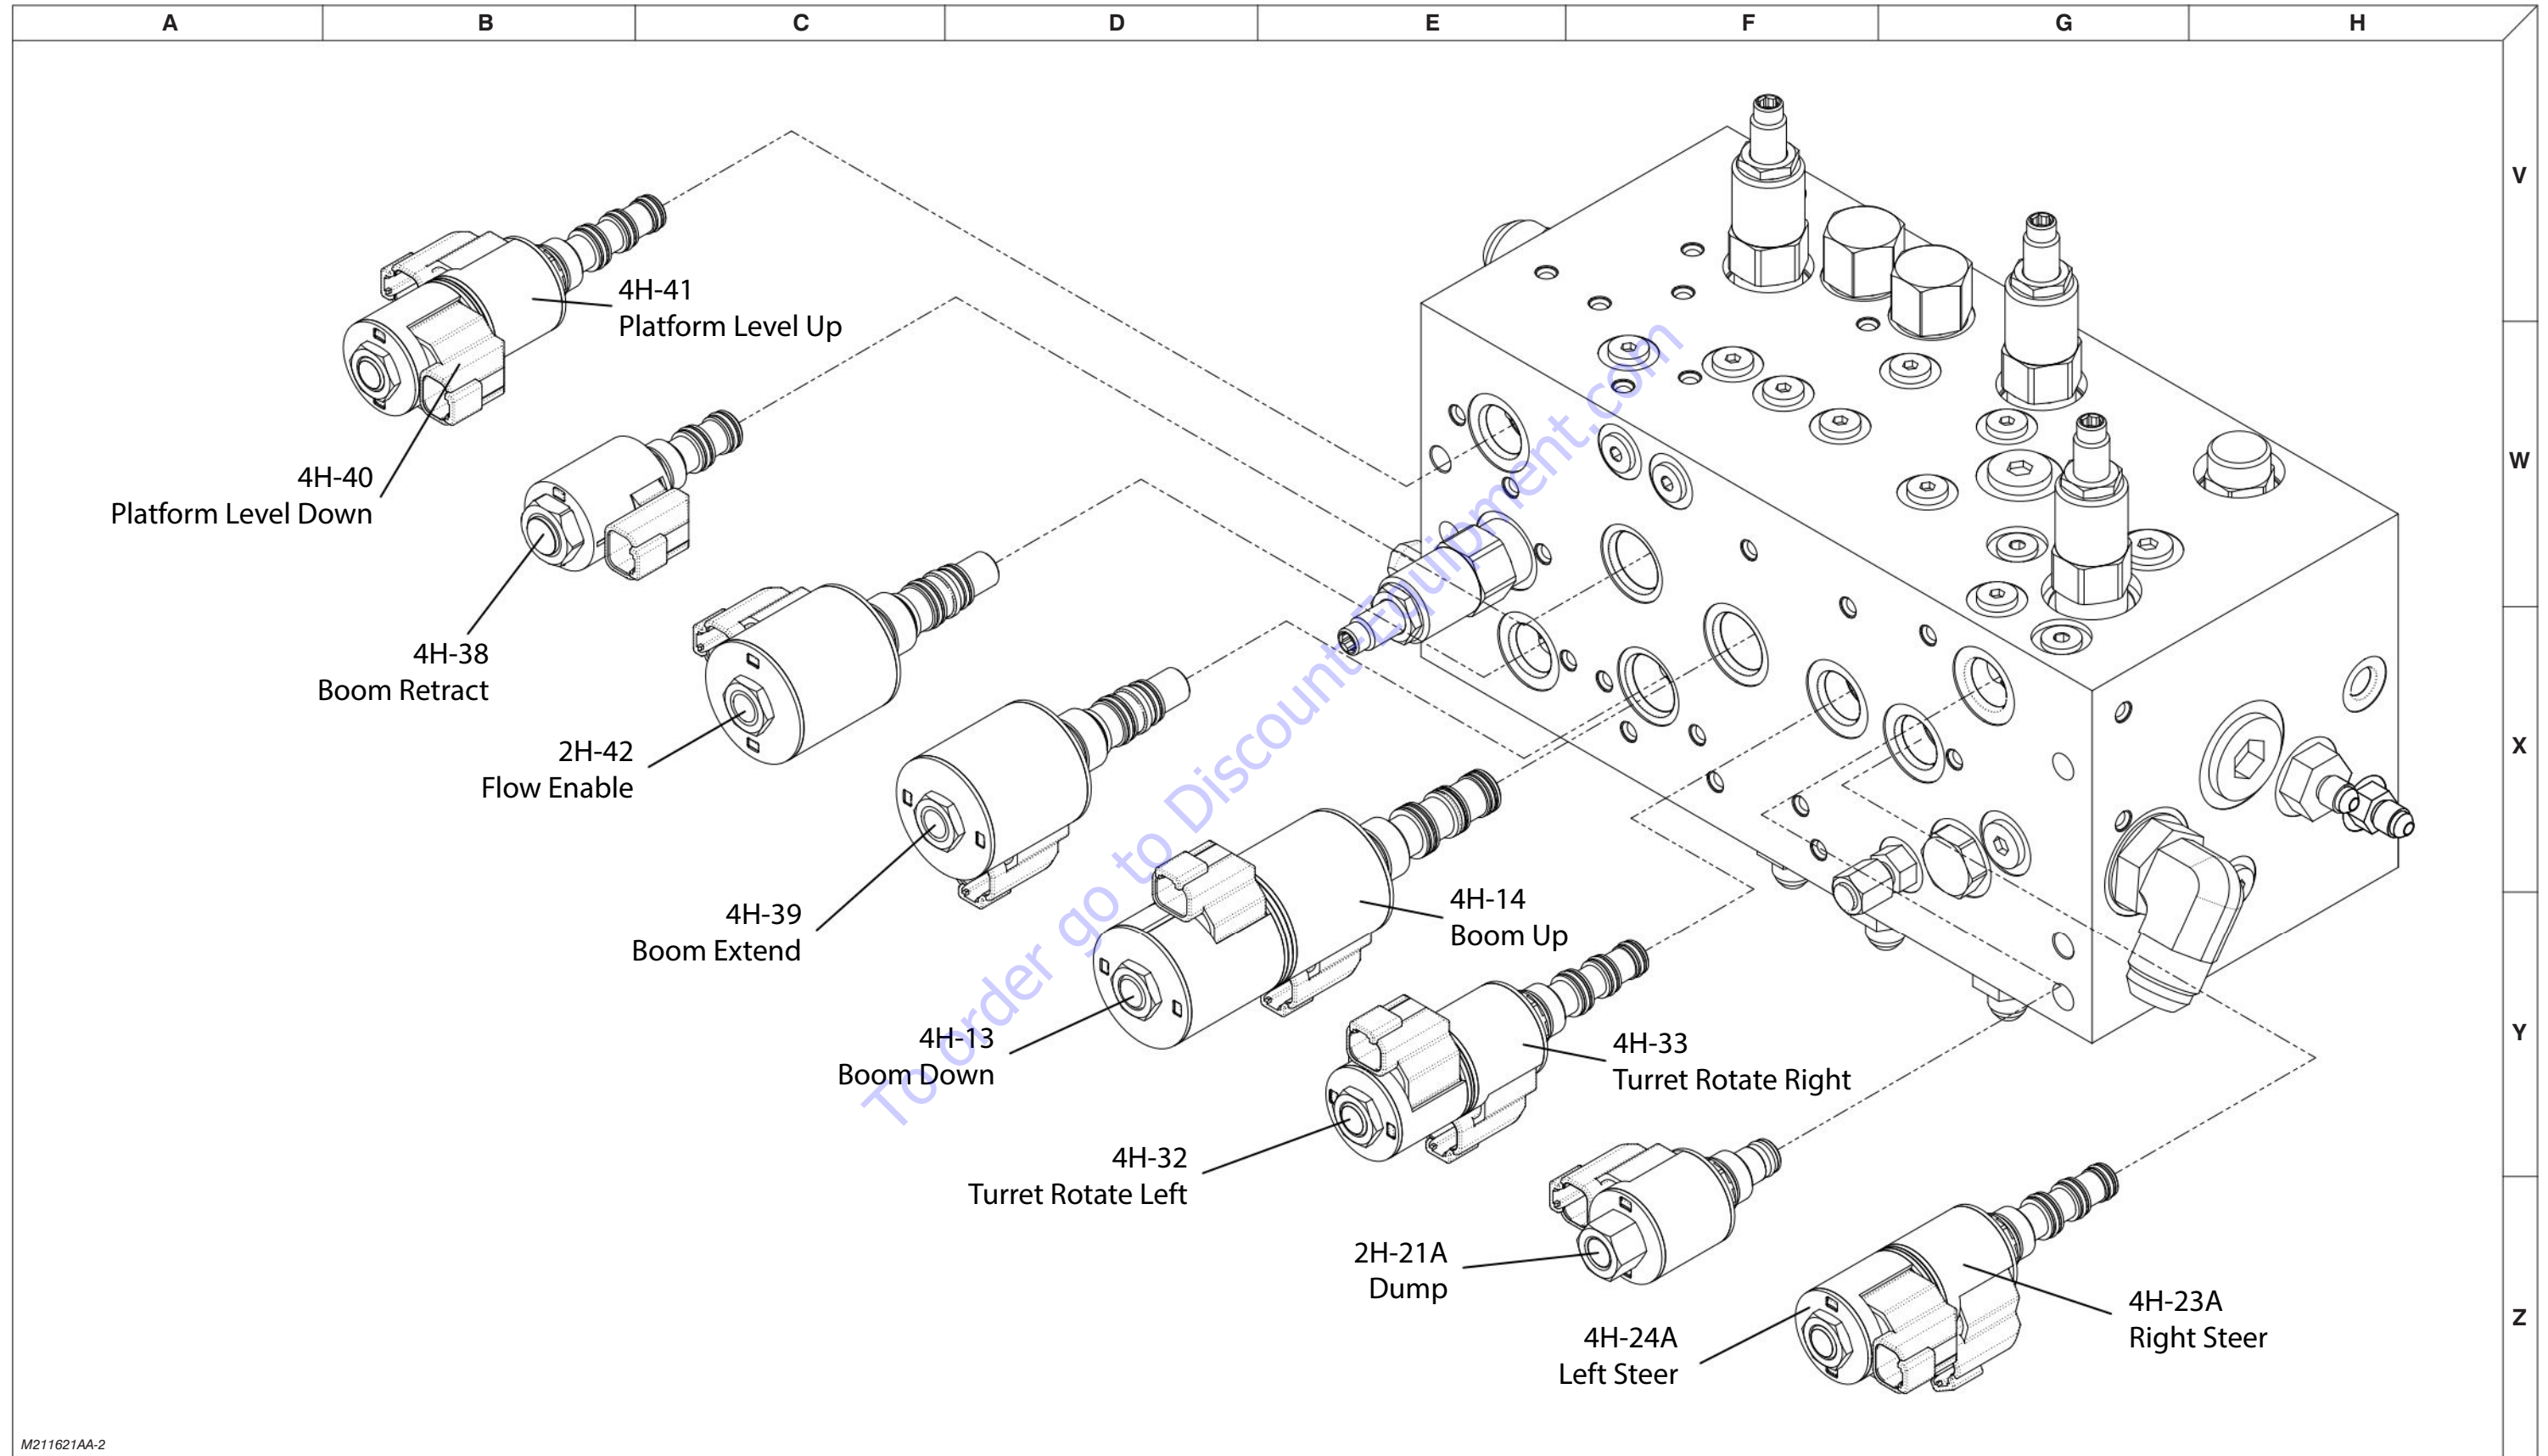 A B C D E F G H
V
4H-41
Platform Level Up
4H-40
Platform Level Down
W
4H-38
Boom Retract
2H-42
Flow Enable
X
4H-39
Boom Extend
4H-14
Boom Up
4H-13
Boom Down
4H-33
Turret Rotate Right
Y
4H-32
Turret Rotate Left
2H-21A
Dump
4H-23A
Right Steer
Z
4H-24A
Left Steer
To order go to Discount-Equipment.com
M211621AA-2